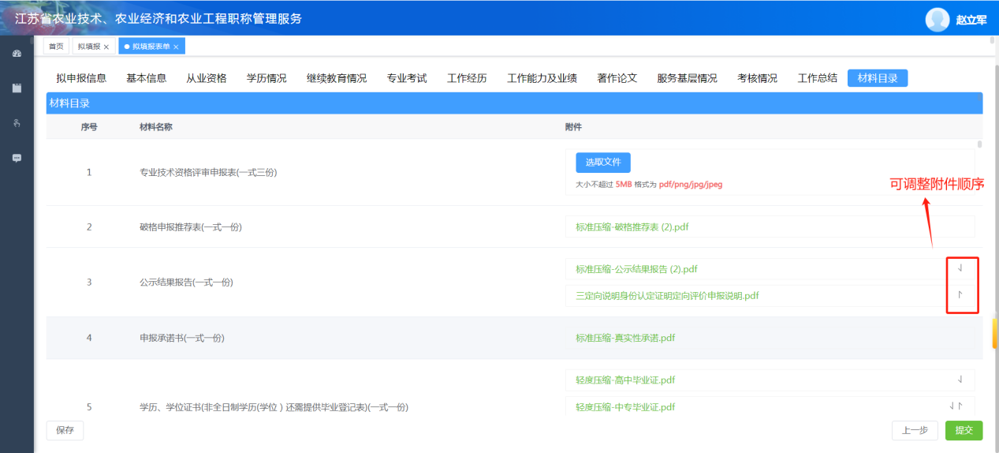 江苏省农业技术、农业经济和农业工程职称管理服务
赵立军
首页 拟填报 × 拟填报表单 ×
拟申报信息 基本信息 从业资格 学历情况 继续教育情况 专业考试 工作经历 工作能力及业绩 著作论文 服务基层情况 考核情况 工作总结 材料目录
材料目录
序号 材料名称 附件
1 专业技术资格评审申报表(一式三份)
选取文件
大小不超过 5MB 格式为 pdf/png/jpg/jpeg
可调整附件顺序
2 破格申报推荐表(一式一份) 标准压缩-破格推荐表 (2).pdf
3 公示结果报告(一式一份)
标准压缩-公示结果报告 (2).pdf
三定向说明身份认定证明定向评价申报说明.pdf
4 申报承诺书(一式一份) 标准压缩-真实性承诺.pdf
5 学历、学位证书(非全日制学历(学位）还需提供毕业登记表)(一式一份)
轻度压缩-高中毕业证.pdf
轻度压缩-中专毕业证.pdf
保存 上一步 提交